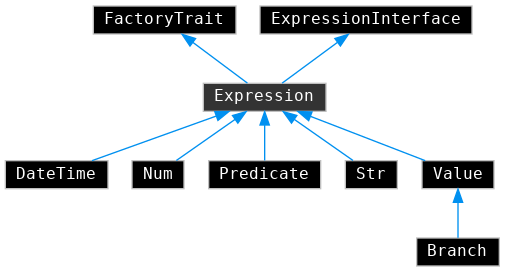 FactoryTrait
ExpressionInterface
Expression
DateTime
Num
Predicate
Str
Value
Branch